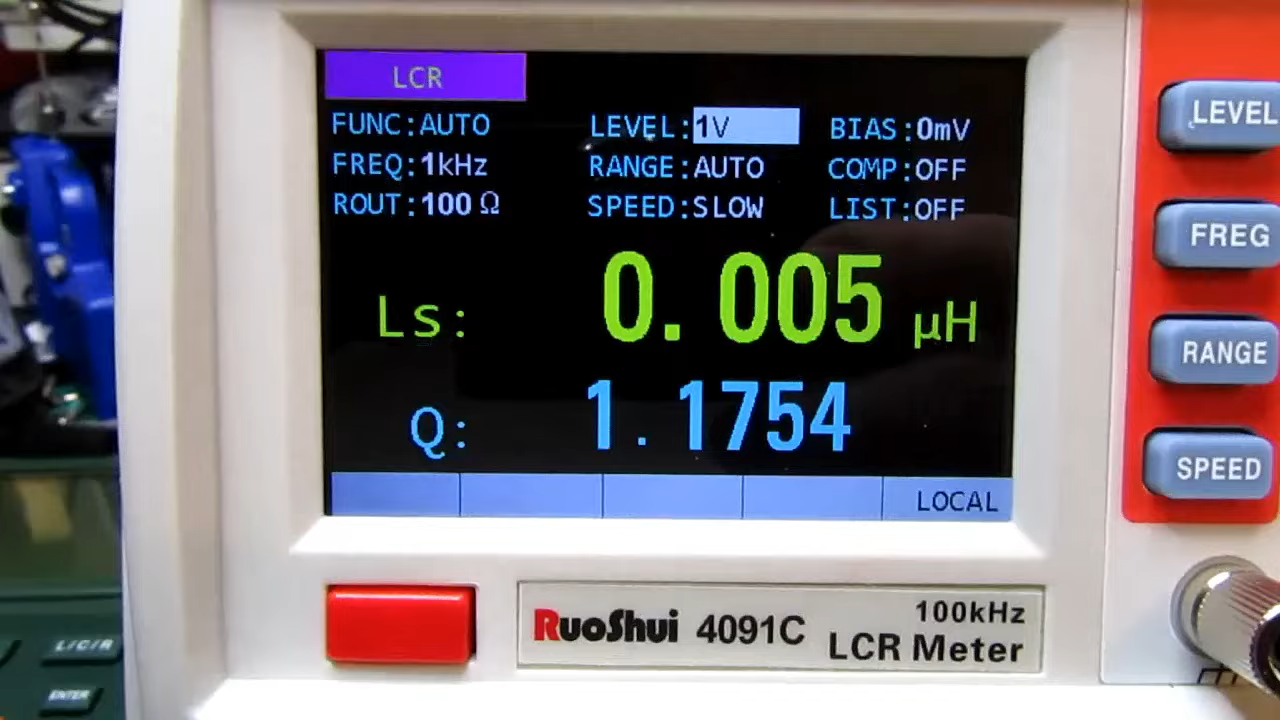 LCR
FUNC:AUTO LEVEL:1V BIAS:0mV
FREQ:1kHz RANGE:AUTO COMP:OFF
ROUT:100 Ω SPEED:SLOW LIST:OFF
Ls: 0.005 µH
Q: 1.1754
LOCAL
LEVEL
FREG
RANGE
SPEED
RuoShui 4091C 100kHz
LCR Meter
L/C/R
ENTER